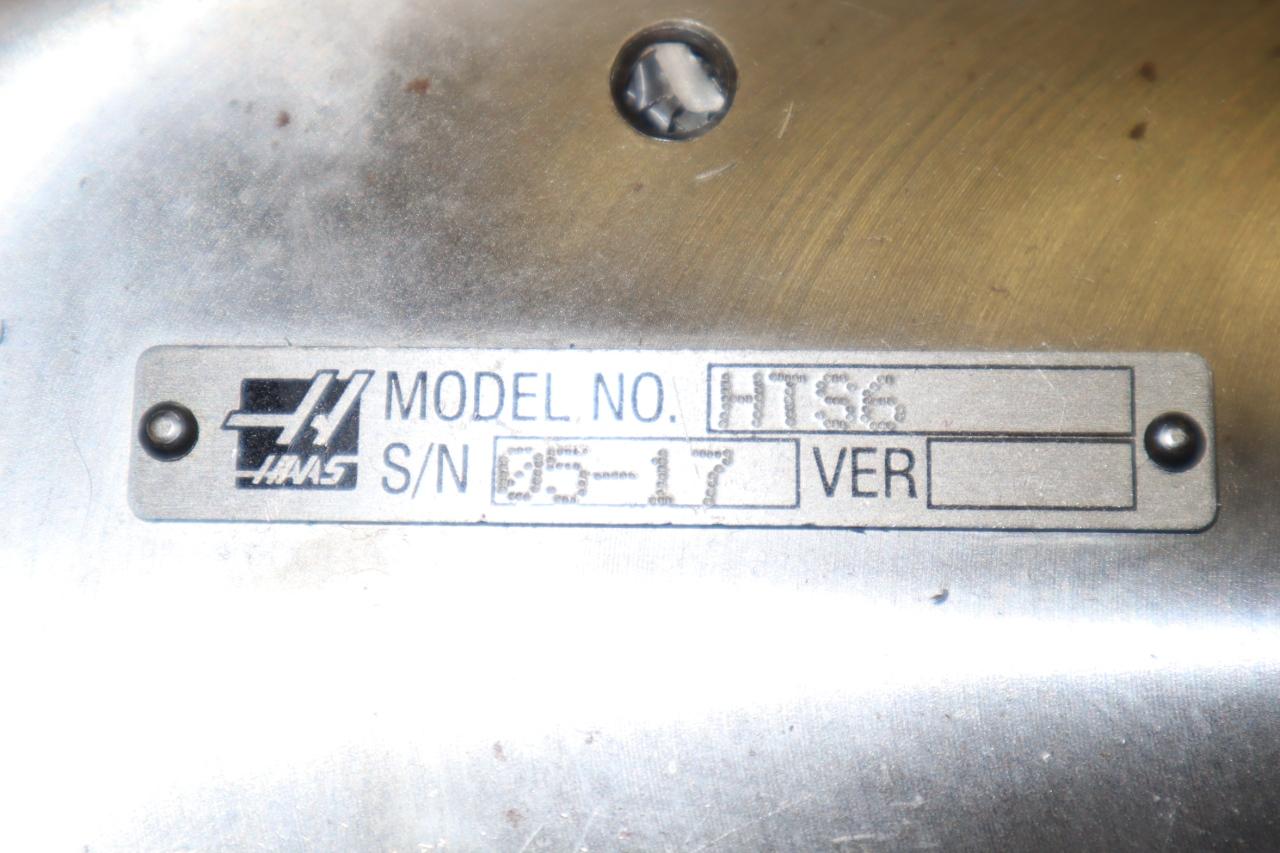 HAAS MODEL NO. HTS6
S/N 05-17 VER